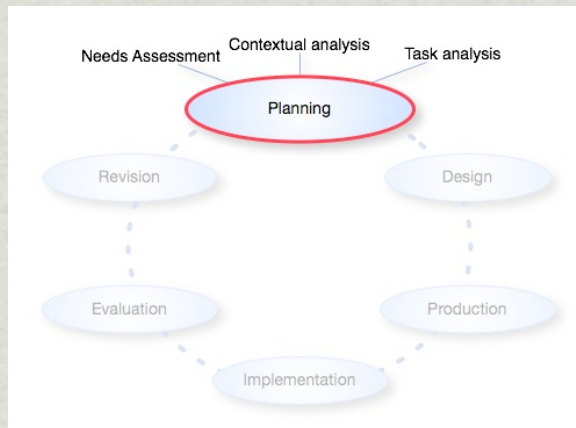 Needs Assessment
Contextual analysis
Task analysis
Planning
Revision
Design
Evaluation
Production
Implementation